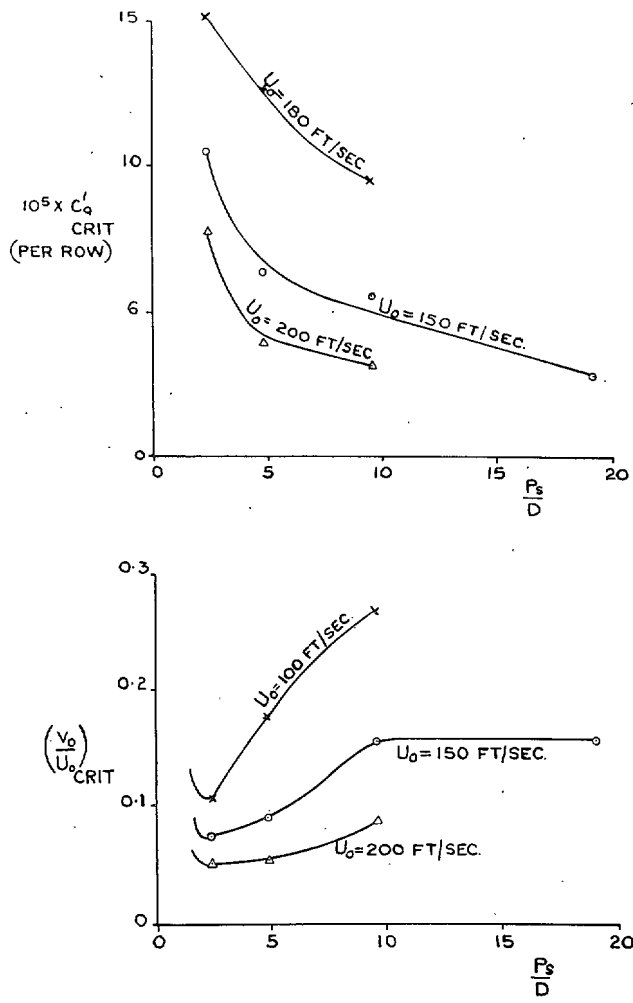 15
10
6
0
10⁵ x C'Q CRIT
(PER ROW)
U₀ = 180 FT/SEC
U₀ = 150 FT/SEC.
U₀ = 200 FT/SEC
0 5 10 15 20
Ps/D
0.3
0.2
0.1
0
(V₀/U₀) CRIT
U₀=100 FT/SEC.
U₀ = 150 FT/SEC.
U₀=200 FT/SEC.
0 5 10 15 20
Ps/D